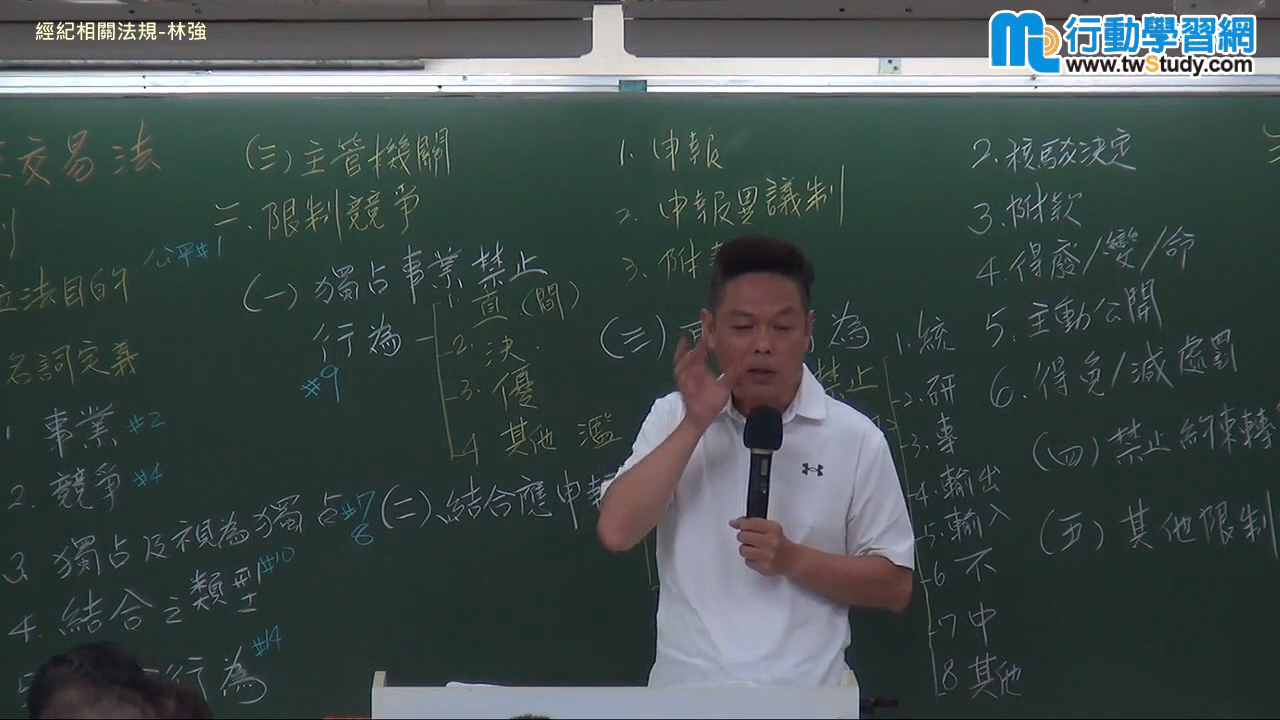 經紀相關法規-林強
行動學習網
www.twStudy.com
交易法
立法目的 公平#1
名詞定義
1 事業 #2
2. 競爭 #4
3. 獨占及視為獨占 #7 8
4. 結合之類型 #10
行為 #14
(三)主管機關
二.限制競爭
(一)獨占事業禁止
行為
#9
1. 直(間)
2. 決.
3. 優
4 其他 濫
(二)、結合應申報
1. 申報
2. 申報異議制
3. 附
(三) 為
禁止
1. 統
2. 研
3. 專
4. 輸出
5. 輸入
6 不
7 中
8 其他
2. 核駁決定
3. 附款
4. 得廢/變/命
5. 主動公開
6. 得免/減處罰
(四)禁止約束轉
(五)其他限制